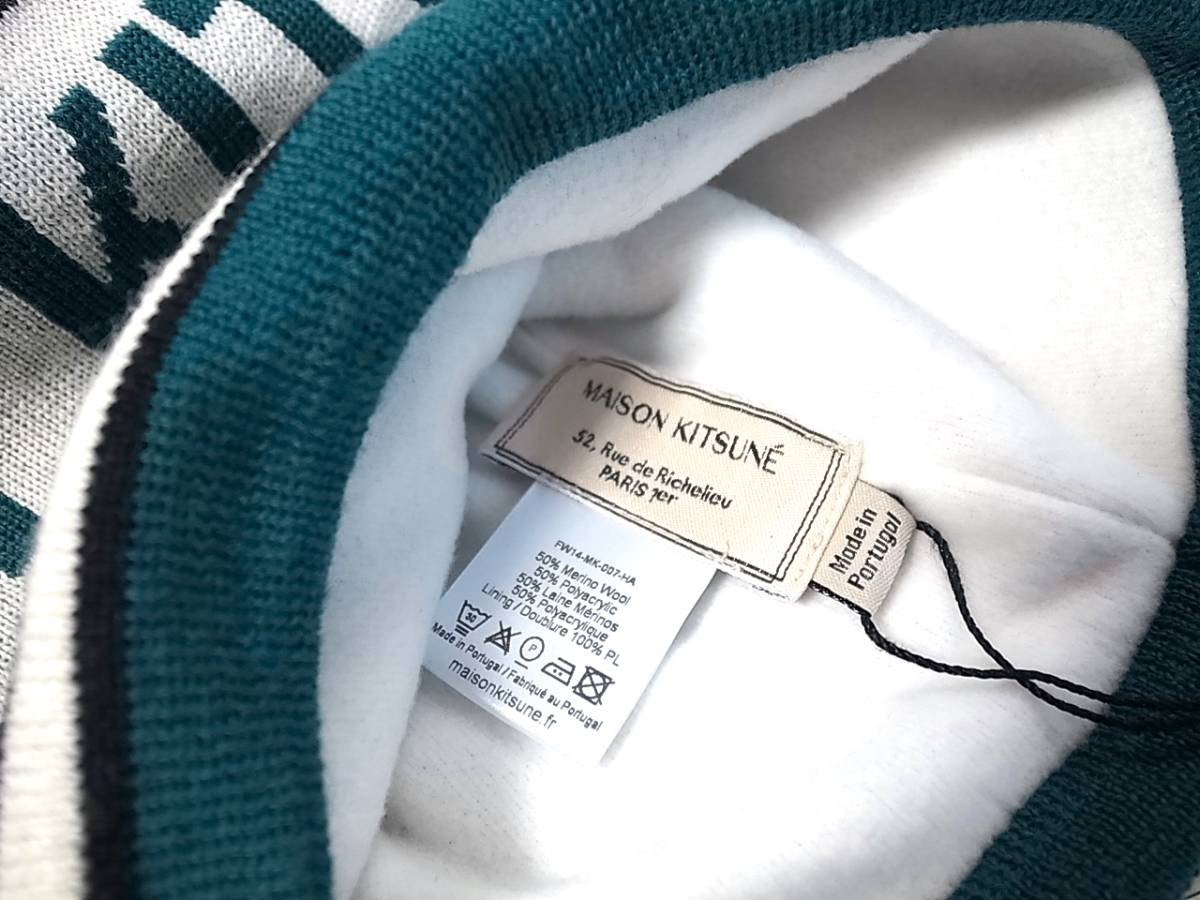 MAISON KITSUNÉ
52, Rue de Richelieu
PARIS 1er
Made in
Portugal
FW14-MK-007-HA
50% Merino Wool
50% Polyacrylic
50% Laine Mérinos
50% Polyacrylique
Lining / Doublure 100% PL
30
P
Made in Portugal / Fabriqué au Portugal
maisonkitsune.fr